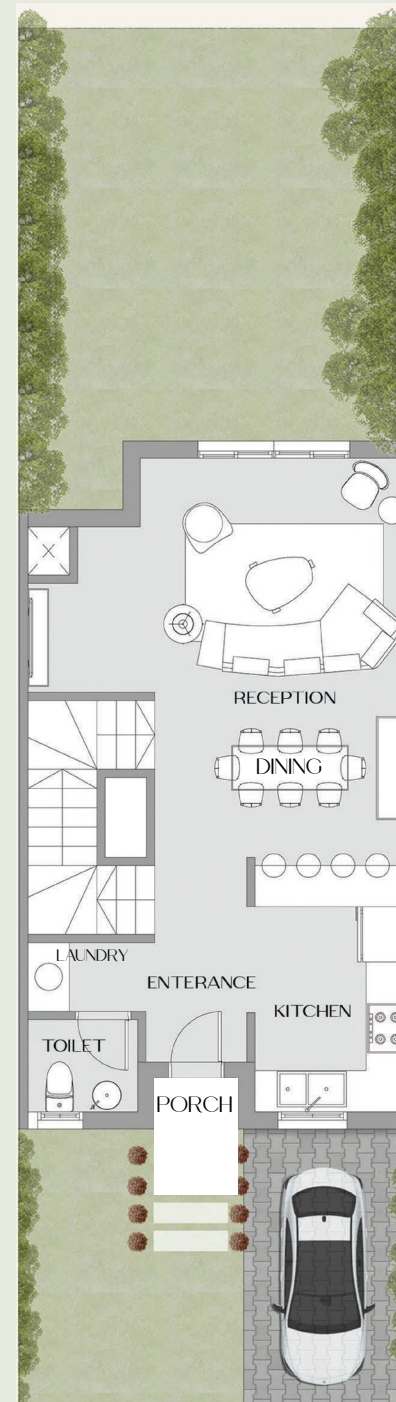 RECEPTION
DINING
LAUNDRY
ENTERANCE
KITCHEN
TOILET
PORCH